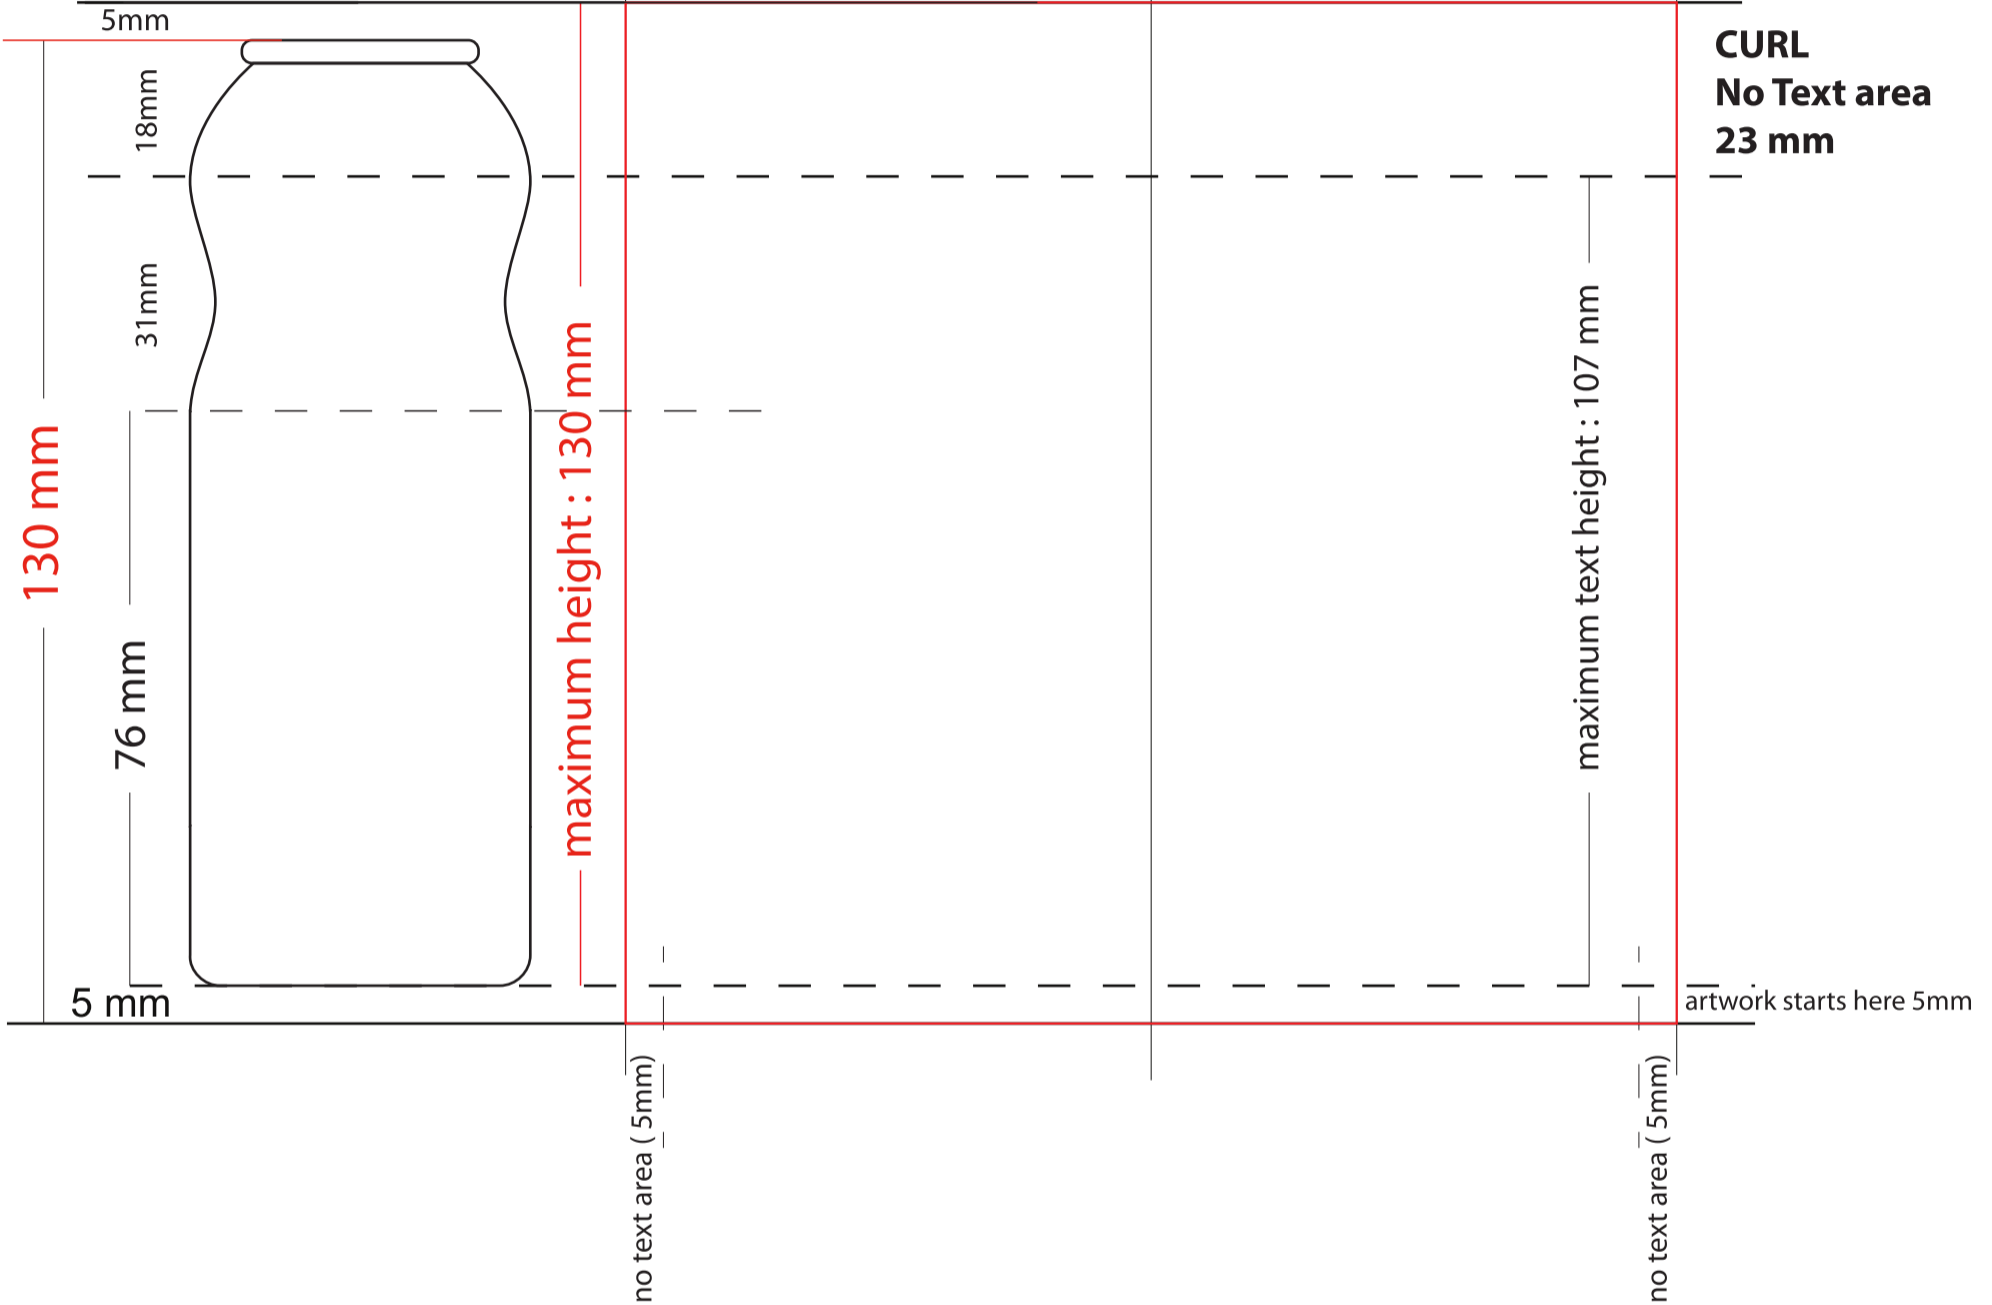 5mm
18mm
31mm
130 mm
76 mm
5 mm
maximum height : 130 mm
CURL
No Text area
23 mm
maximum text height : 107 mm
artwork starts here 5mm
no text area ( 5mm)
no text area ( 5mm)